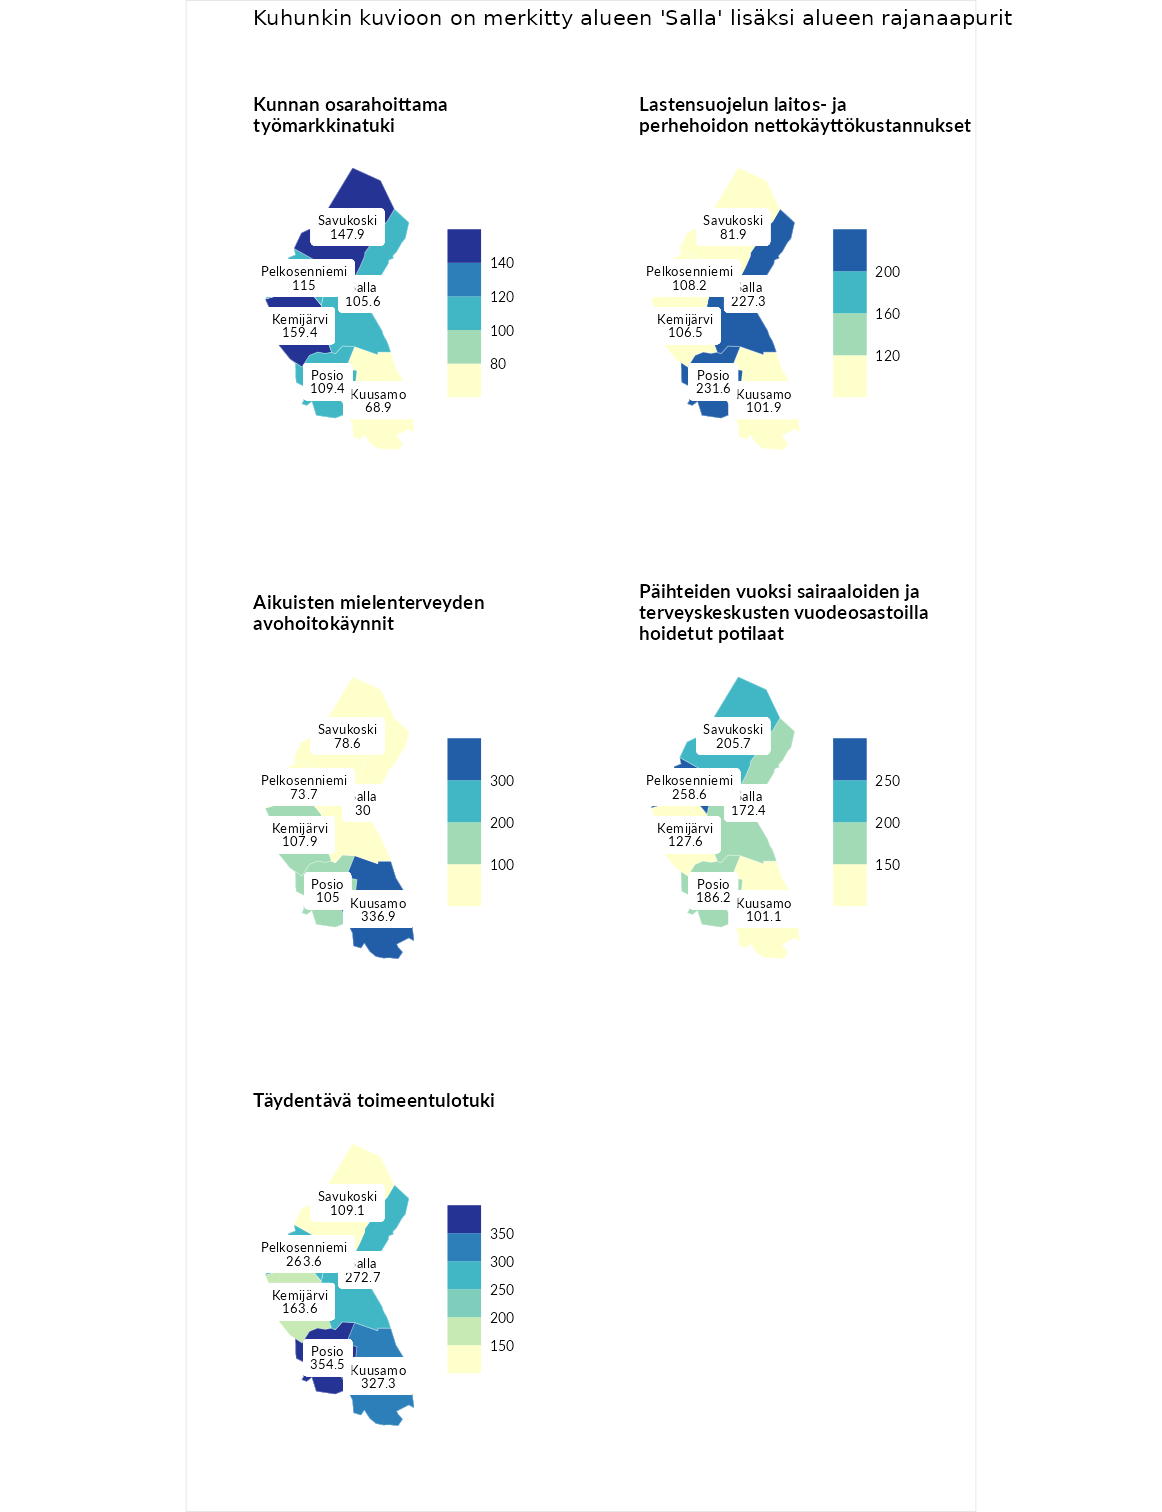 Kuhunkin kuvioon on merkitty alueen 'Salla' lisäksi alueen rajanaapurit
Kunnan osarahoittama
työmarkkinatuki
Savukoski
147.9
Pelkosenniemi
115
alla
105.6
Kemijärvi
159.4
Posio
109.4
Kuusamo
68.9
140
120
100
80
Lastensuojelun laitos- ja
perhehoidon nettokäyttökustannukset
Savukoski
81.9
Pelkosenniemi
108.2
Salla
227.3
Kemijärvi
106.5
Posio
231.6
Kuusamo
101.9
200
160
120
Aikuisten mielenterveyden
avohoitokäynnit
Savukoski
78.6
Pelkosenniemi
73.7
alla
30
Kemijärvi
107.9
Posio
105
Kuusamo
336.9
300
200
100
Päihteiden vuoksi sairaaloiden ja
terveyskeskusten vuodeosastoilla
hoidetut potilaat
Savukoski
205.7
Pelkosenniemi
258.6
Salla
172.4
Kemijärvi
127.6
Posio
186.2
Kuusamo
101.1
250
200
150
Täydentävä toimeentulotuki
Savukoski
109.1
Pelkosenniemi
263.6
alla
272.7
Kemijärvi
163.6
Posio
354.5
Kuusamo
327.3
350
300
250
200
150